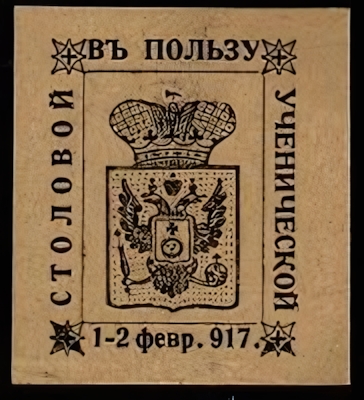 ВЪ ПОЛЬЗУ
УЧЕНИЧЕСКОЙ
СТОЛОВОЙ
1-2 февр. 917.